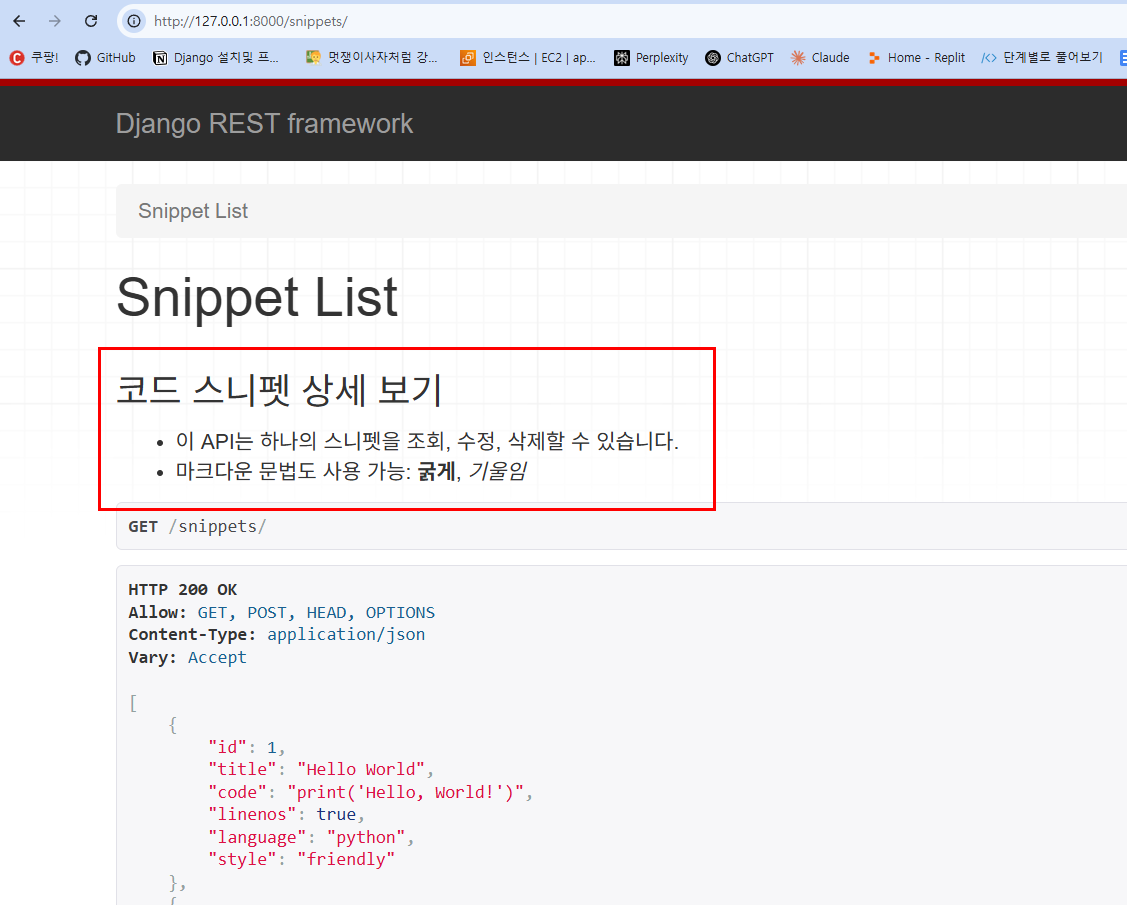 http://127.0.0.1:8000/snippets/
쿠팡! GitHub Django 설치및 프... 멋쟁이사자처럼 강... 인스턴스 | EC2 | ap... Perplexity ChatGPT Claude Home - Replit 단계별로 풀어보기
Django REST framework
Snippet List
Snippet List
코드 스니펫 상세 보기
• 이 API는 하나의 스니펫을 조회, 수정, 삭제할 수 있습니다.
• 마크다운 문법도 사용 가능: 굵게, 기울임
GET /snippets/
HTTP 200 OK
Allow: GET, POST, HEAD, OPTIONS
Content-Type: application/json
Vary: Accept
[
    {
        "id": 1,
        "title": "Hello World",
        "code": "print('Hello, World!')",
        "linenos": true,
        "language": "python",
        "style": "friendly"
    },
    {